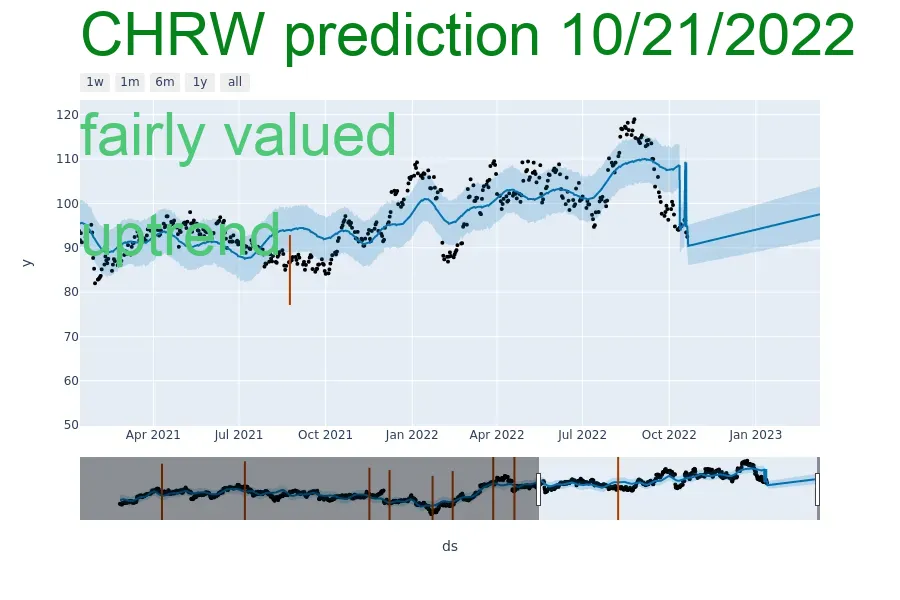 CHRW prediction 10/21/2022
1w 1m 6m 1y all
120
fairly valued
110
100
uptrend
90
y
80
70
60
50
Apr 2021 Jul 2021 Oct 2021 Jan 2022 Apr 2022 Jul 2022 Oct 2022 Jan 2023
ds